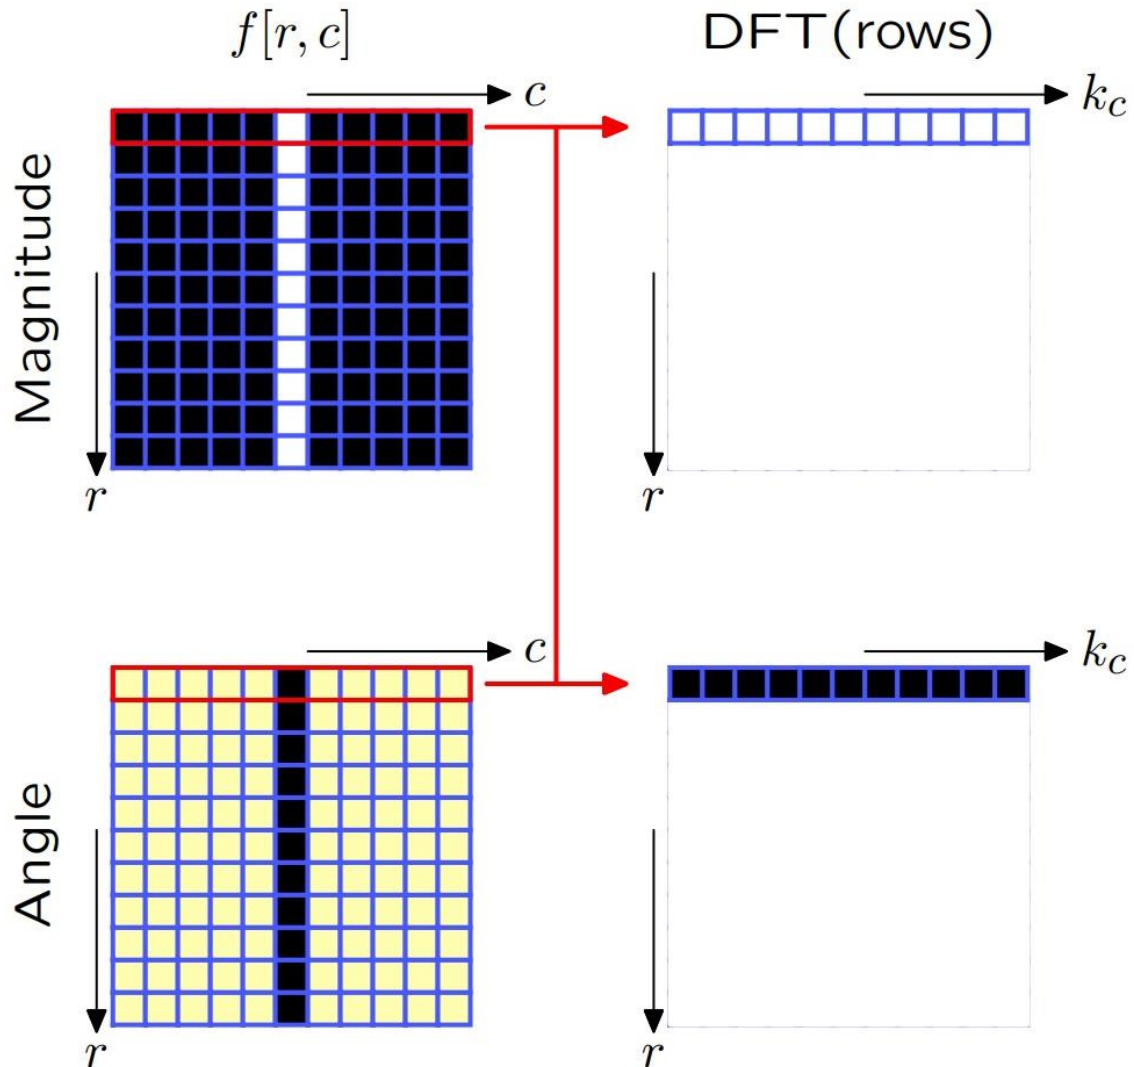 f[r, c] DFT(rows)
c k_c
Magnitude
r r
c k_c
Angle
r r